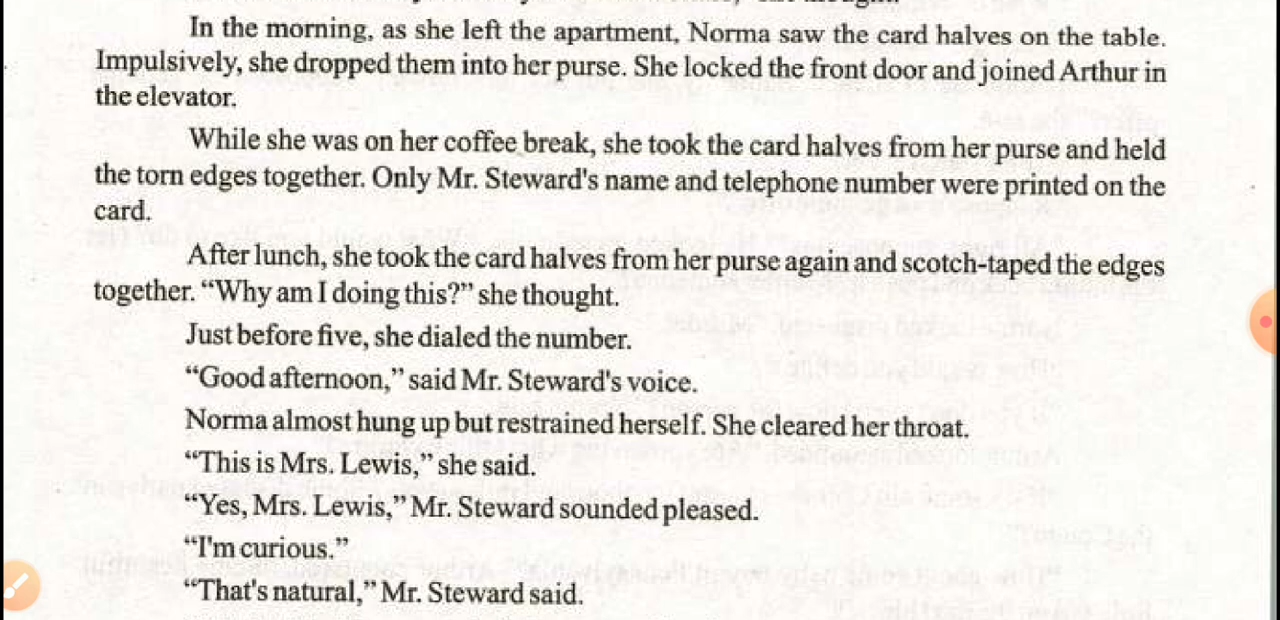 In the morning, as she left the apartment, Norma saw the card halves on the table.
Impulsively, she dropped them into her purse. She locked the front door and joined Arthur in
the elevator.
While she was on her coffee break, she took the card halves from her purse and held
the torn edges together. Only Mr. Steward's name and telephone number were printed on the
card.
After lunch, she took the card halves from her purse again and scotch-taped the edges
together. “Why am I doing this?” she thought.
Just before five, she dialed the number.
“Good afternoon,” said Mr. Steward's voice.
Norma almost hung up but restrained herself. She cleared her throat.
“This is Mrs. Lewis,” she said.
“Yes, Mrs. Lewis,” Mr. Steward sounded pleased.
“I'm curious.”
“That's natural,” Mr. Steward said.